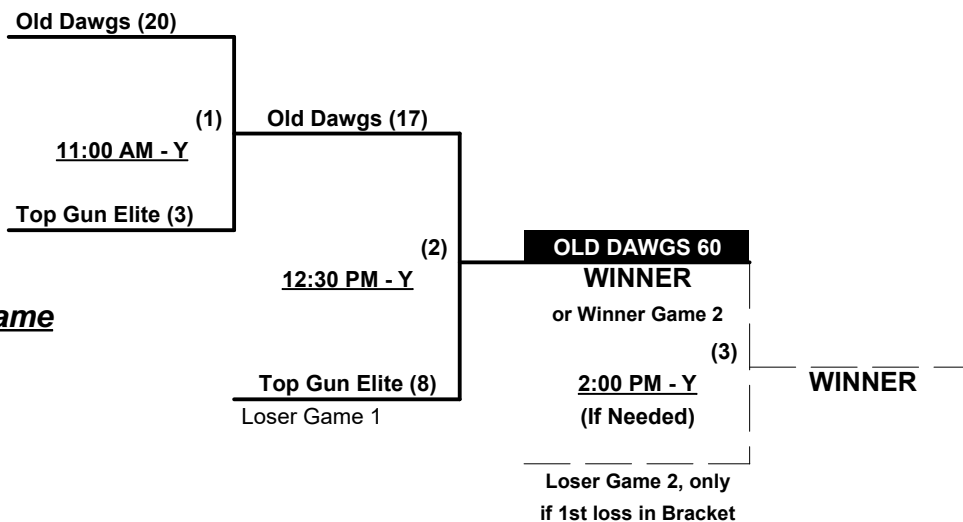 Old Dawgs (20)
(1)
Old Dawgs (17)
11:00 AM - Y
Top Gun Elite (3)
(2)
OLD DAWGS 60
12:30 PM - Y
WINNER
or Winner Game 2
(3)
Top Gun Elite (8)
2:00 PM - Y
WINNER
Loser Game 1
(If Needed)
Loser Game 2, only
if 1st loss in Bracket